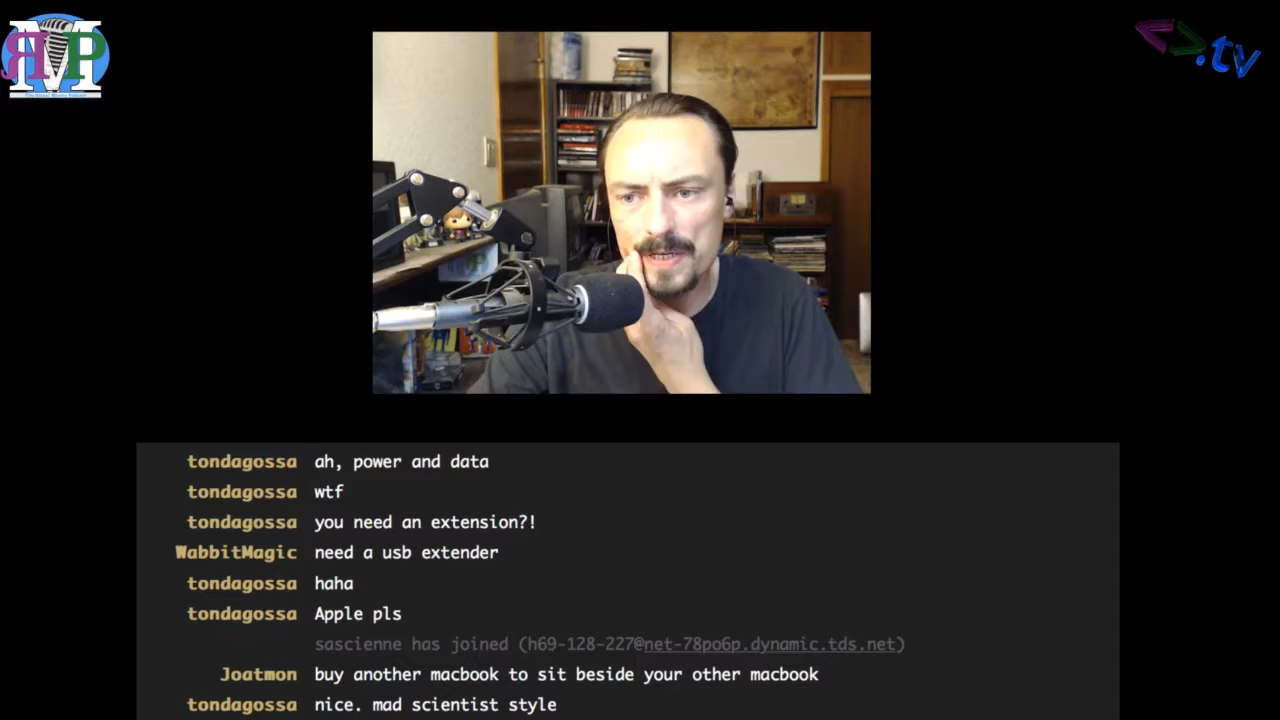 RMP
.tv
tondagossa ah, power and data
tondagossa wtf
tondagossa you need an extension?!
WabbitMagic need a usb extender
tondagossa haha
tondagossa Apple pls
sascienne has joined (h69-128-227@net-78po6p.dynamic.tds.net)
Joatmon buy another macbook to sit beside your other macbook
tondagossa nice. mad scientist style